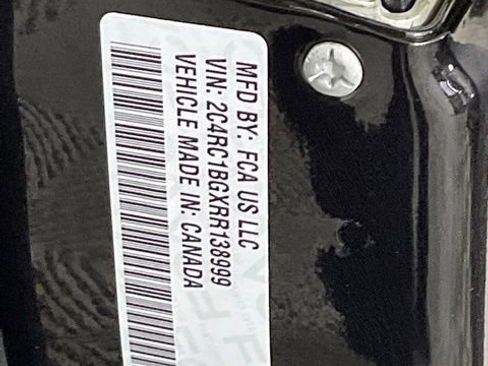 MFD BY: FCA US LLC
VIN: 2C4RC1BGXRR138999
VEHICLE MADE IN: CANADA